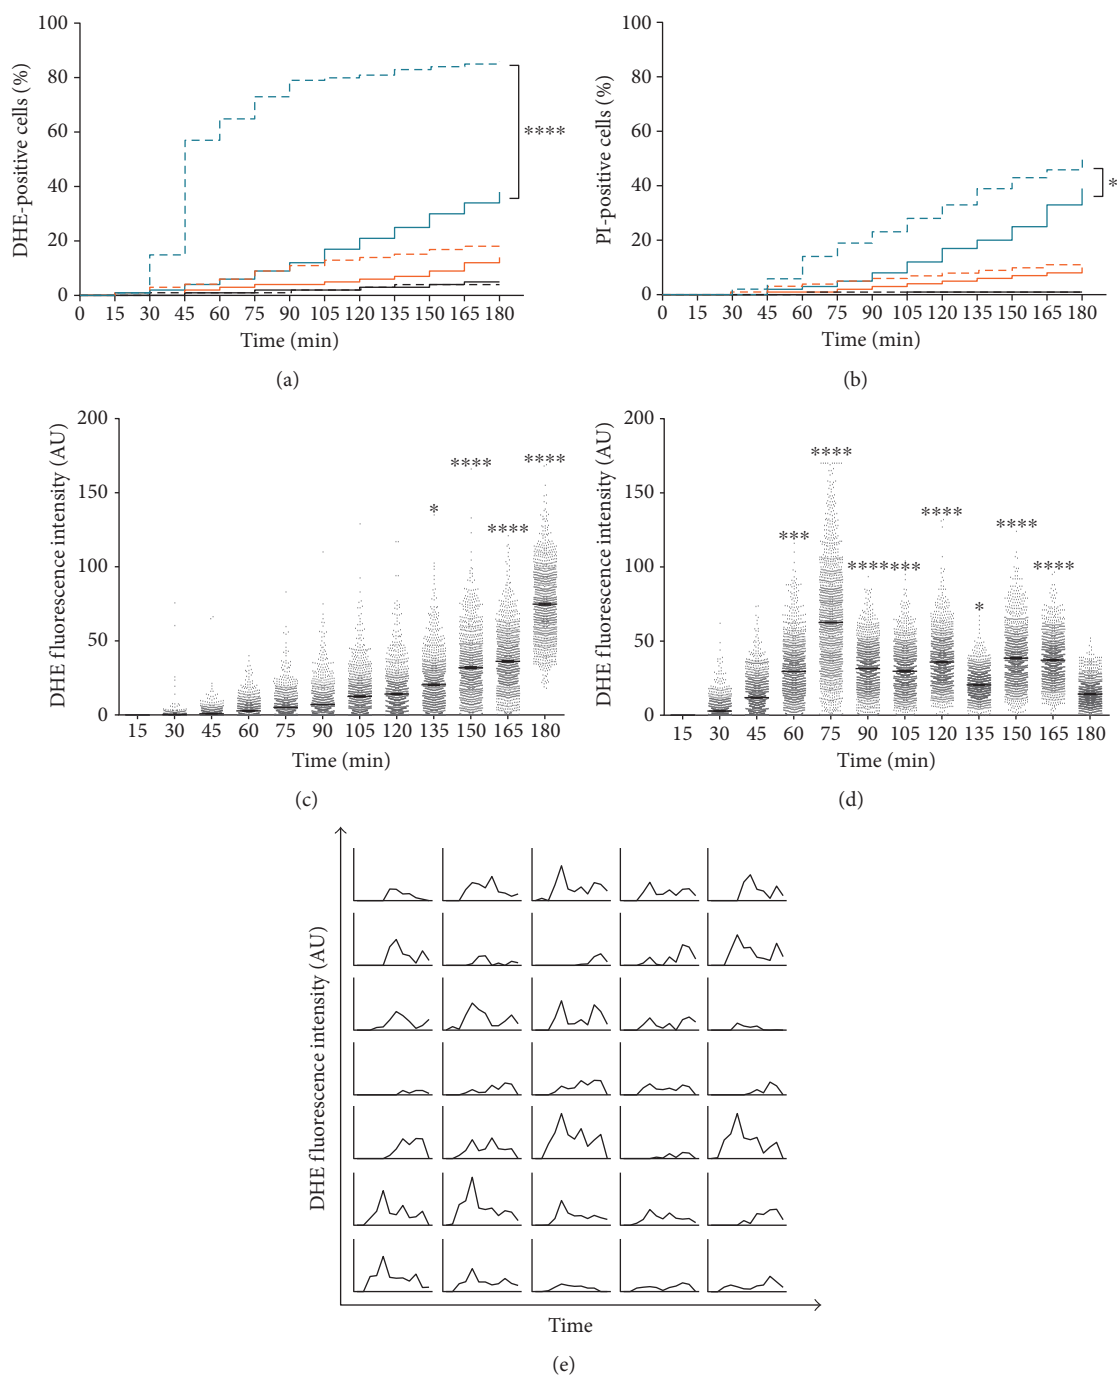 100
80
60
40
20
0
DHE-positive cells (%)
****
0 15 30 45 60 75 90 105 120 135 150 165 180
Time (min)
(a)
100
80
60
40
20
0
PI-positive cells (%)
*
0 15 30 45 60 75 90 105 120 135 150 165 180
Time (min)
(b)
200
150
100
50
0
DHE fluorescence intensity (AU)
* **** **** ****
15 30 45 60 75 90 105 120 135 150 165 180
Time (min)
(c)
200
150
100
50
0
DHE fluorescence intensity (AU)
*** **** **** *** **** * **** ****
15 30 45 60 75 90 105 120 135 150 165 180
Time (min)
(d)
DHE fluorescence intensity (AU)
Time
(e)